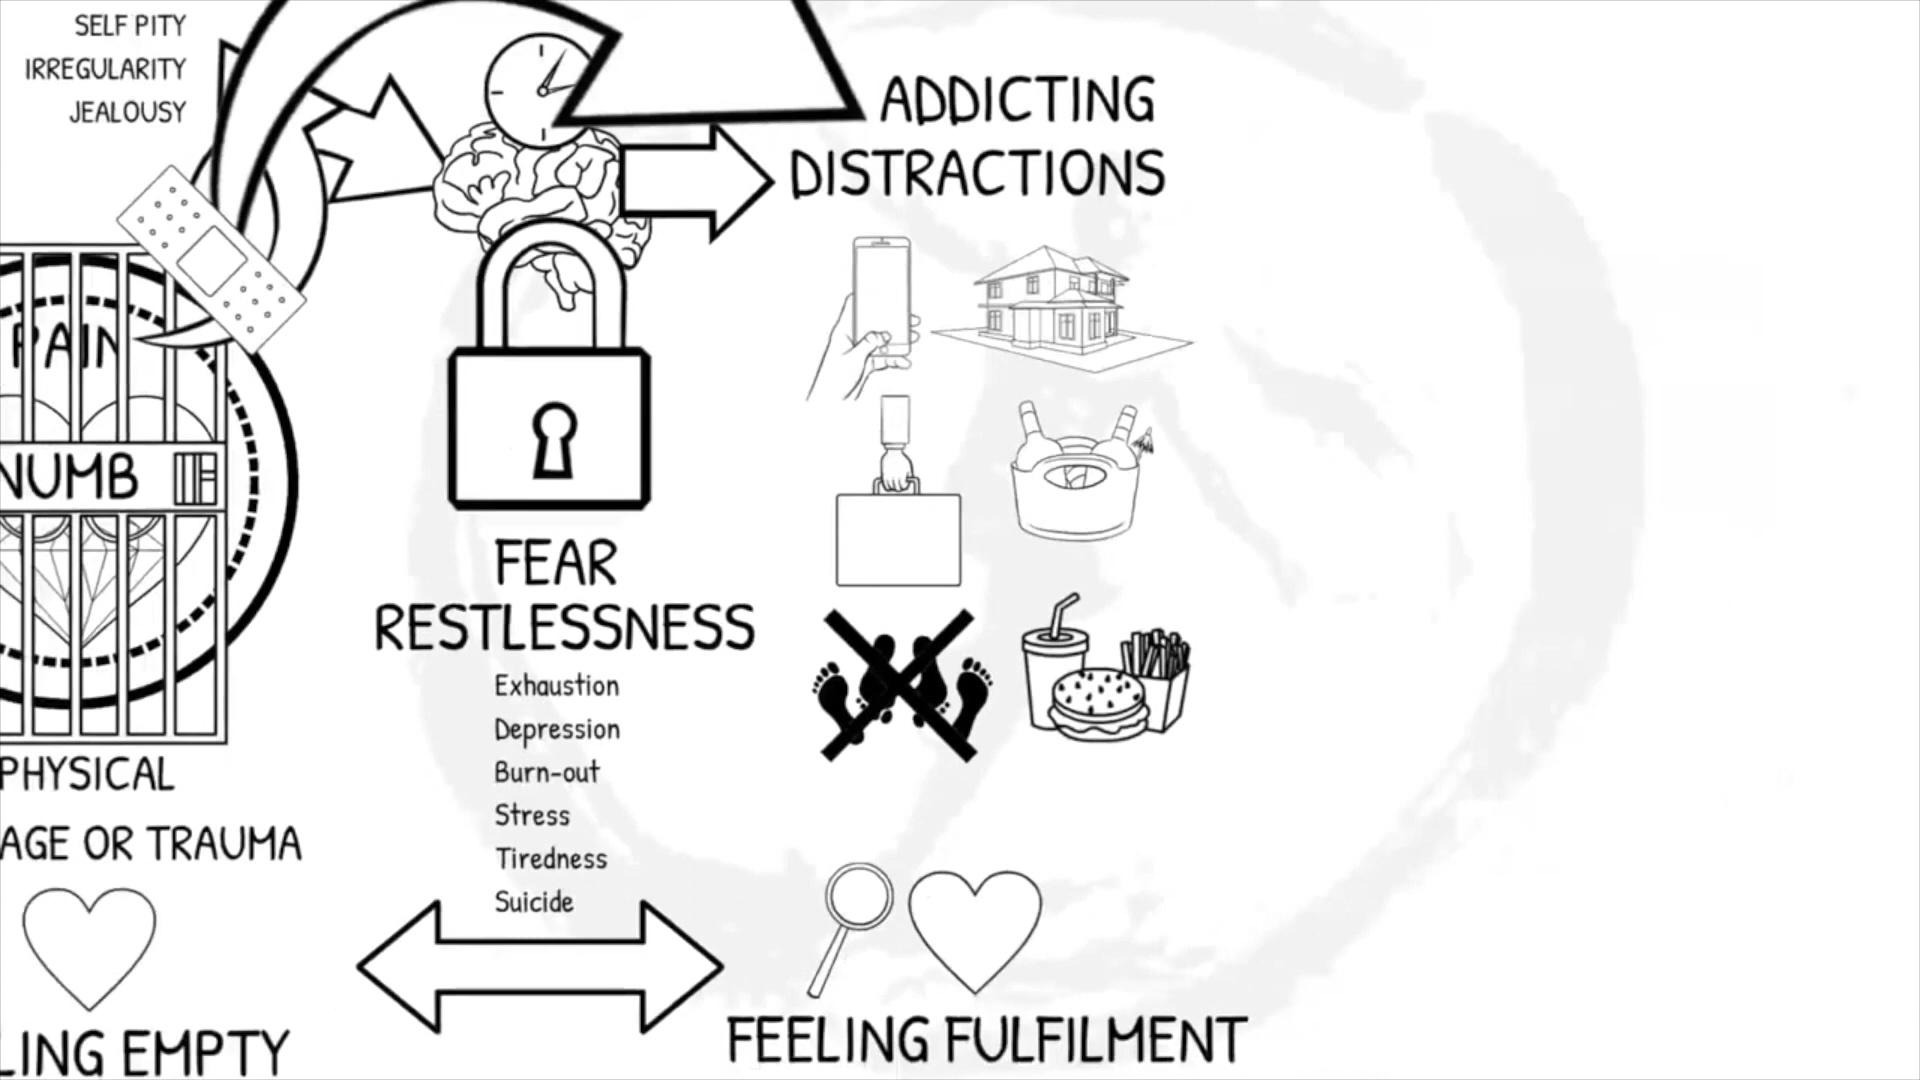 SELF PITY
IRREGULARITY
JEALOUSY
ADDICTING
DISTRACTIONS
PAIN
NUMB
FEAR
RESTLESSNESS
Exhaustion
Depression
Burn-out
Stress
Tiredness
Suicide
PHYSICAL
AGE OR TRAUMA
LING EMPTY
FEELING FULFILMENT